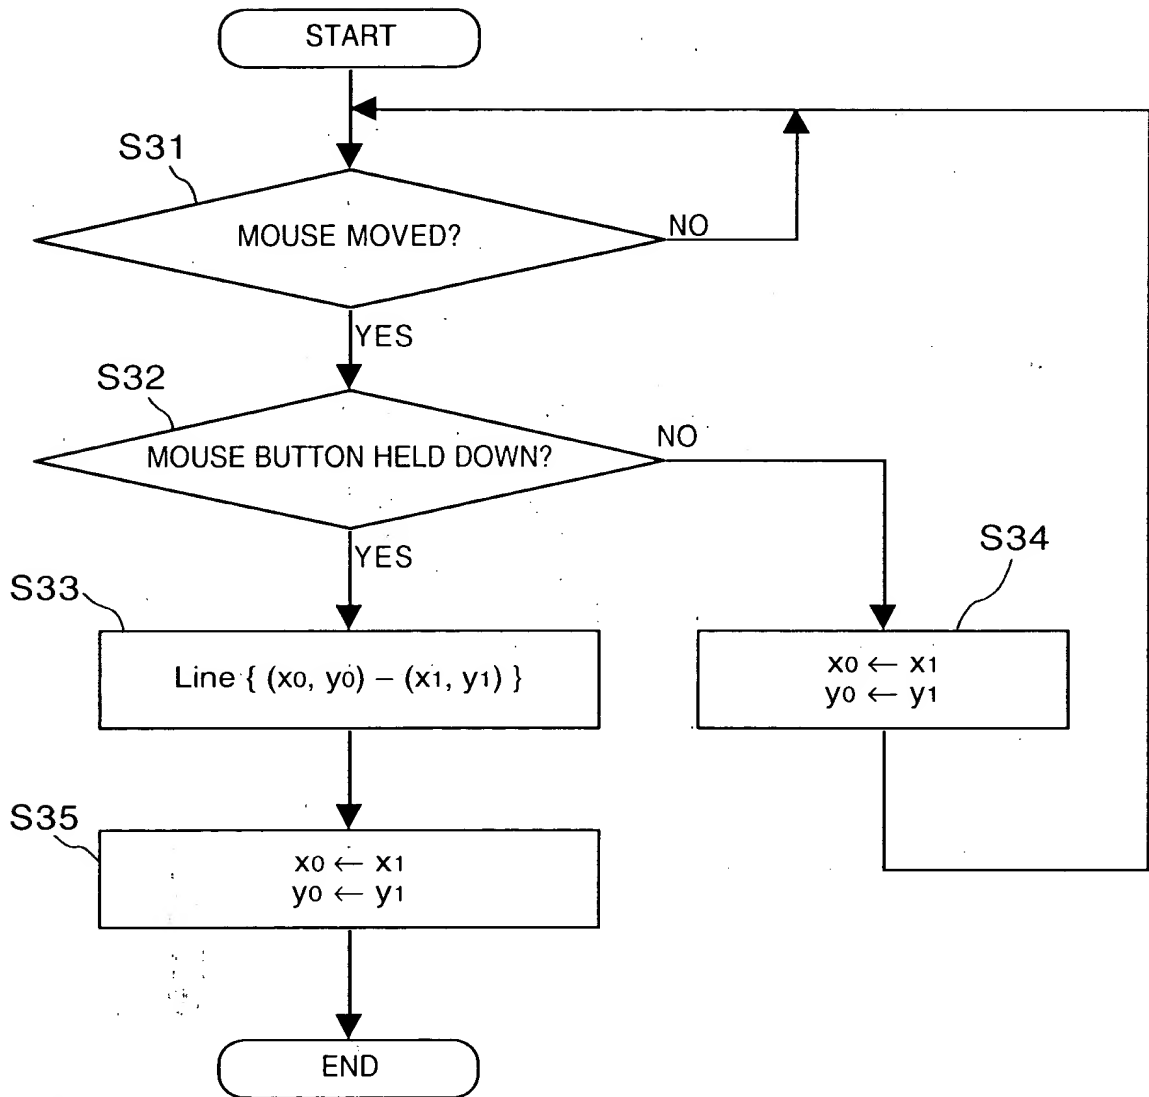 START
S31
MOUSE MOVED?
NO
YES
S32
MOUSE BUTTON HELD DOWN?
NO
YES
S33
S34
Line { (x0, y0) – (x1, y1) }
x0 ← x1
y0 ← y1
S35
x0 ← x1
y0 ← y1
END